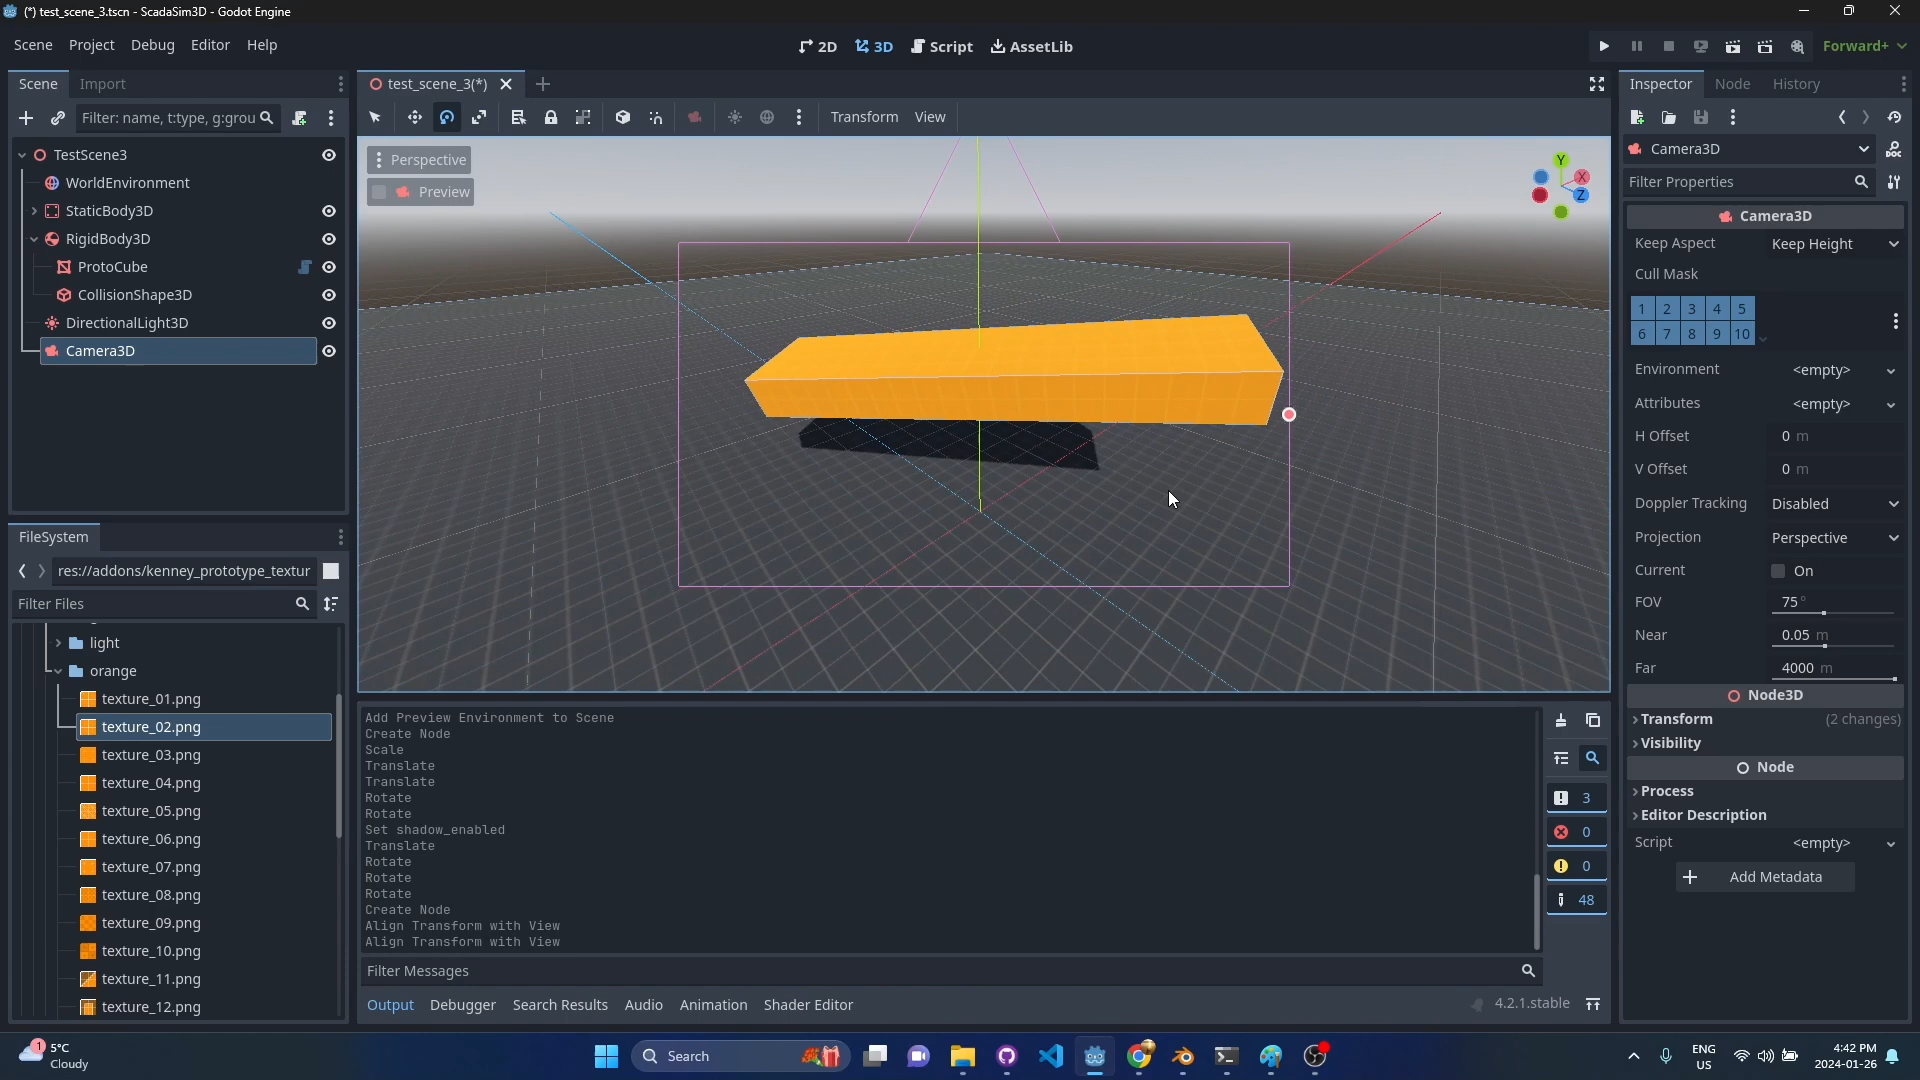 (*) test_scene_3.tscn - ScadaSim3D - Godot Engine
Scene Project Debug Editor Help
2D 3D Script AssetLib
Forward+
Scene Import
Filter: name, t:type, g:grou
TestScene3
WorldEnvironment
StaticBody3D
RigidBody3D
ProtoCube
CollisionShape3D
DirectionalLight3D
Camera3D
FileSystem
res://addons/kenney_prototype_textur
Filter Files
light
orange
texture_01.png
texture_02.png
texture_03.png
texture_04.png
texture_05.png
texture_06.png
texture_07.png
texture_08.png
texture_09.png
texture_10.png
texture_11.png
texture_12.png
test_scene_3(*)
Transform View
Perspective
Preview
Y
X
Z
Add Preview Environment to Scene
Create Node
Scale
Translate
Translate
Rotate
Rotate
Set shadow_enabled
Translate
Rotate
Rotate
Rotate
Create Node
Align Transform with View
Align Transform with View
3
0
0
48
Filter Messages
Output Debugger Search Results Audio Animation Shader Editor
4.2.1.stable
Inspector Node History
Camera3D
DOC
Filter Properties
Camera3D
Keep Aspect Keep Height
Cull Mask
1 2 3 4 5
6 7 8 9 10
Environment <empty>
Attributes <empty>
H Offset 0 m
V Offset 0 m
Doppler Tracking Disabled
Projection Perspective
Current On
FOV 75 °
Near 0.05 m
Far 4000 m
Node3D
Transform (2 changes)
Visibility
Node
Process
Editor Description
Script <empty>
Add Metadata
1
5°C
Cloudy
Search
ENG
US
4:42 PM
2024-01-26